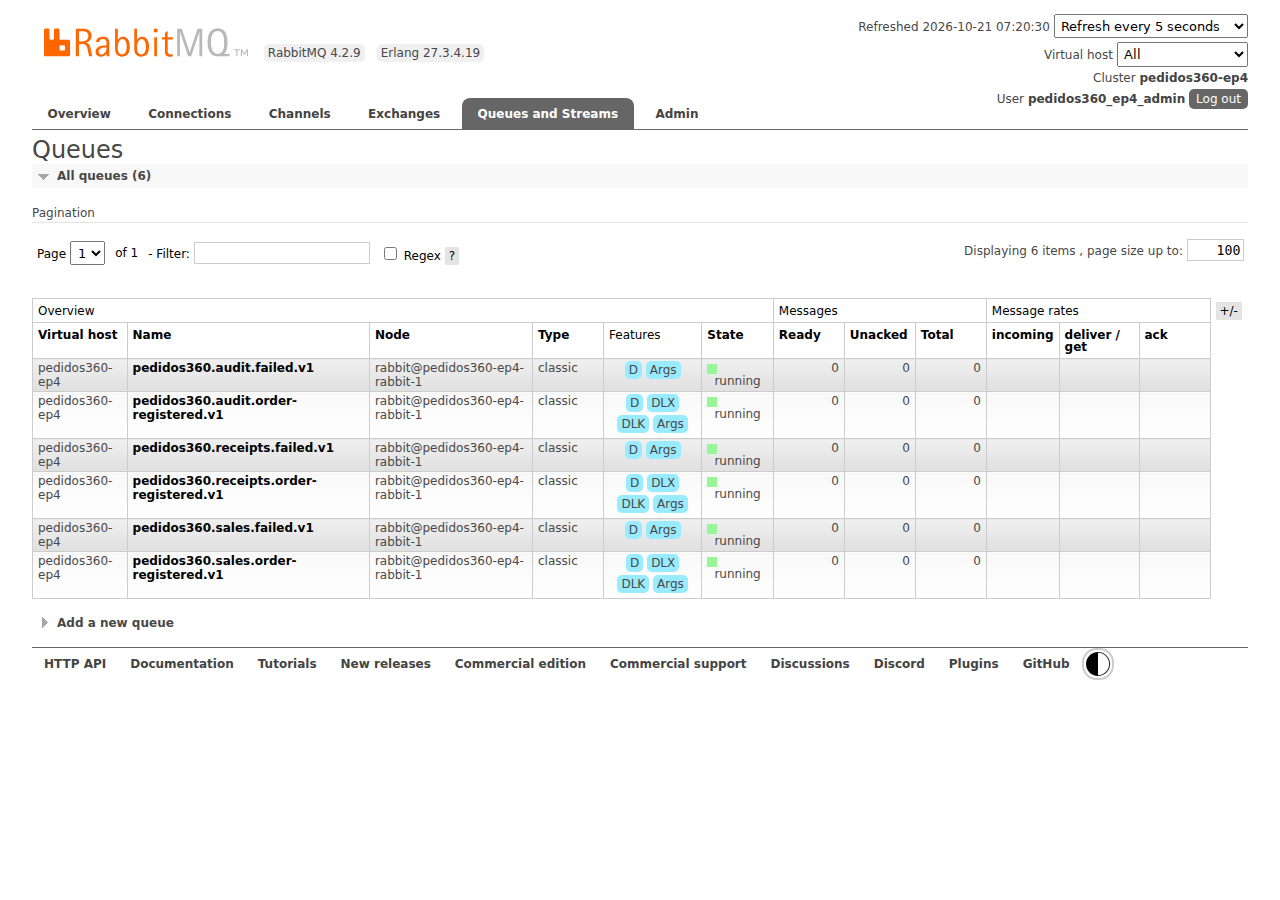 RabbitMQ TM RabbitMQ 4.2.9 Erlang 27.3.4.19
Refreshed 2026-10-21 07:20:30 Refresh every 5 seconds
Virtual host All
Cluster pedidos360-ep4
User pedidos360_ep4_admin Log out
Overview Connections Channels Exchanges Queues and Streams Admin
Queues
All queues (6)
Pagination
Page 1 of 1 - Filter: Regex ? Displaying 6 items , page size up to: 100
Overview Messages Message rates +/-
Virtual host Name Node Type Features State Ready Unacked Total incoming deliver / get ack
pedidos360-ep4 pedidos360.audit.failed.v1 rabbit@pedidos360-ep4-rabbit-1 classic D Args running 0 0 0
pedidos360-ep4 pedidos360.audit.order-registered.v1 rabbit@pedidos360-ep4-rabbit-1 classic D DLX DLK Args running 0 0 0
pedidos360-ep4 pedidos360.receipts.failed.v1 rabbit@pedidos360-ep4-rabbit-1 classic D Args running 0 0 0
pedidos360-ep4 pedidos360.receipts.order-registered.v1 rabbit@pedidos360-ep4-rabbit-1 classic D DLX DLK Args running 0 0 0
pedidos360-ep4 pedidos360.sales.failed.v1 rabbit@pedidos360-ep4-rabbit-1 classic D Args running 0 0 0
pedidos360-ep4 pedidos360.sales.order-registered.v1 rabbit@pedidos360-ep4-rabbit-1 classic D DLX DLK Args running 0 0 0
Add a new queue
HTTP API Documentation Tutorials New releases Commercial edition Commercial support Discussions Discord Plugins GitHub